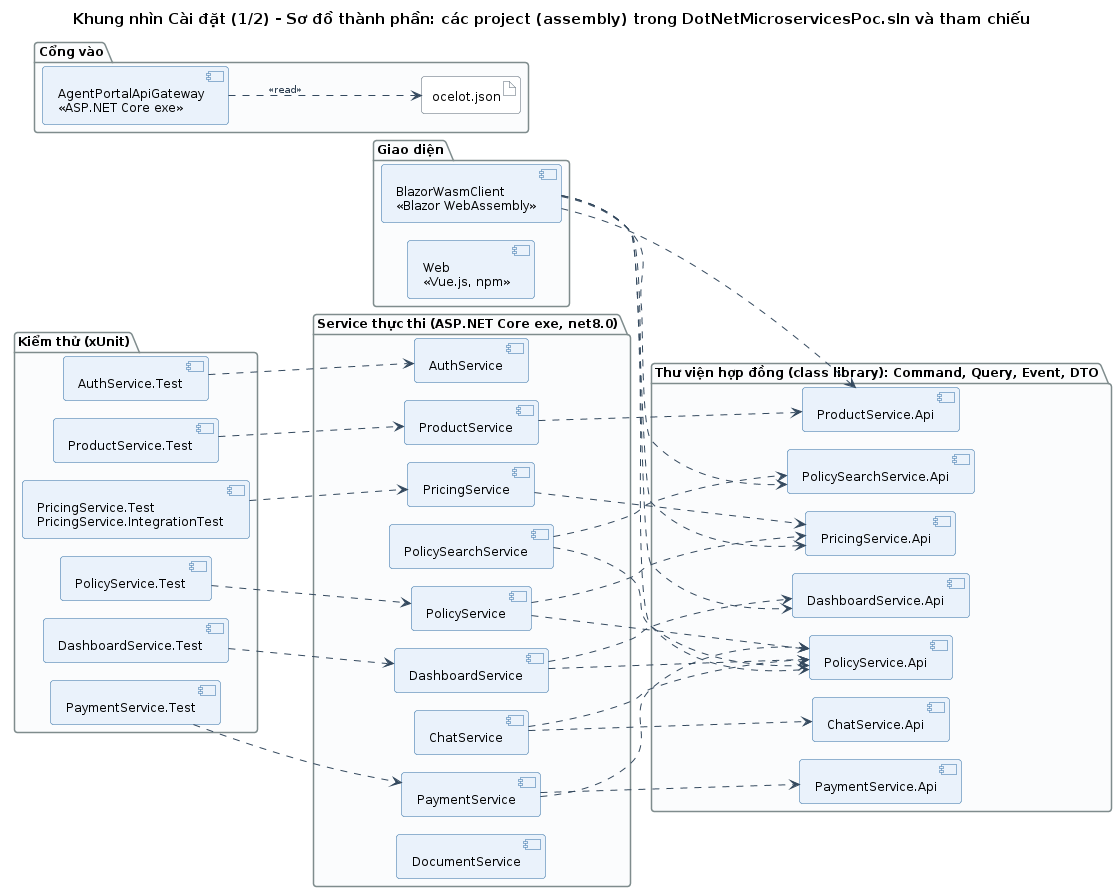 Khung nhìn Cài đặt (1/2) - Sơ đồ thành phần: các project (assembly) trong DotNetMicroservicesPoc.sln và tham chiếu
Cổng vào
AgentPortalApiGateway
«ASP.NET Core exe»
«read»
ocelot.json
Giao diện
BlazorWasmClient
«Blazor WebAssembly»
Web
«Vue.js, npm»
Kiểm thử (xUnit)
AuthService.Test
ProductService.Test
PricingService.Test
PricingService.IntegrationTest
PolicyService.Test
DashboardService.Test
PaymentService.Test
Service thực thi (ASP.NET Core exe, net8.0)
AuthService
ProductService
PricingService
PolicySearchService
PolicyService
DashboardService
ChatService
PaymentService
DocumentService
Thư viện hợp đồng (class library): Command, Query, Event, DTO
ProductService.Api
PolicySearchService.Api
PricingService.Api
DashboardService.Api
PolicyService.Api
ChatService.Api
PaymentService.Api